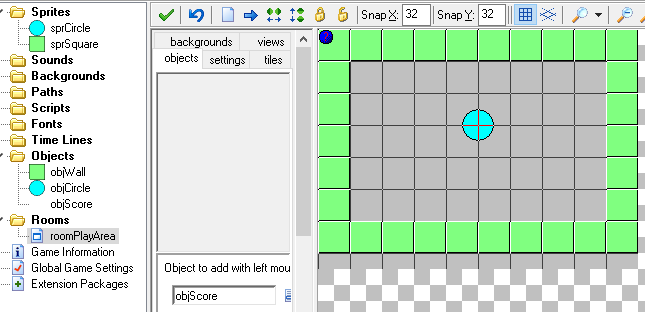 Sprites
sprCircle
sprSquare
Sounds
Backgrounds
Paths
Scripts
Fonts
Time Lines
Objects
objWall
objCircle
objScore
Rooms
roomPlayArea
Game Information
Global Game Settings
Extension Packages
Snap X: 32 Snap Y: 32
backgrounds views
objects settings tiles
Object to add with left mou
objScore
?